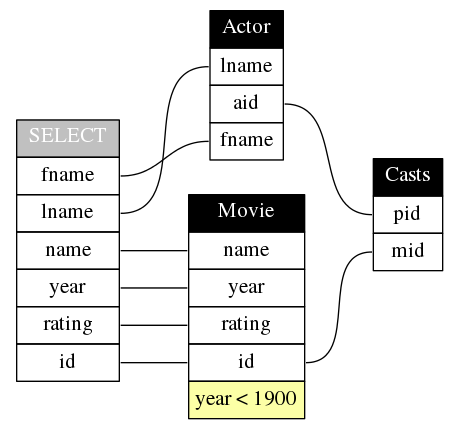 Actor
lname
aid
fname
SELECT
fname
lname
name
year
rating
id
Movie
name
year
rating
id
year < 1900
Casts
pid
mid